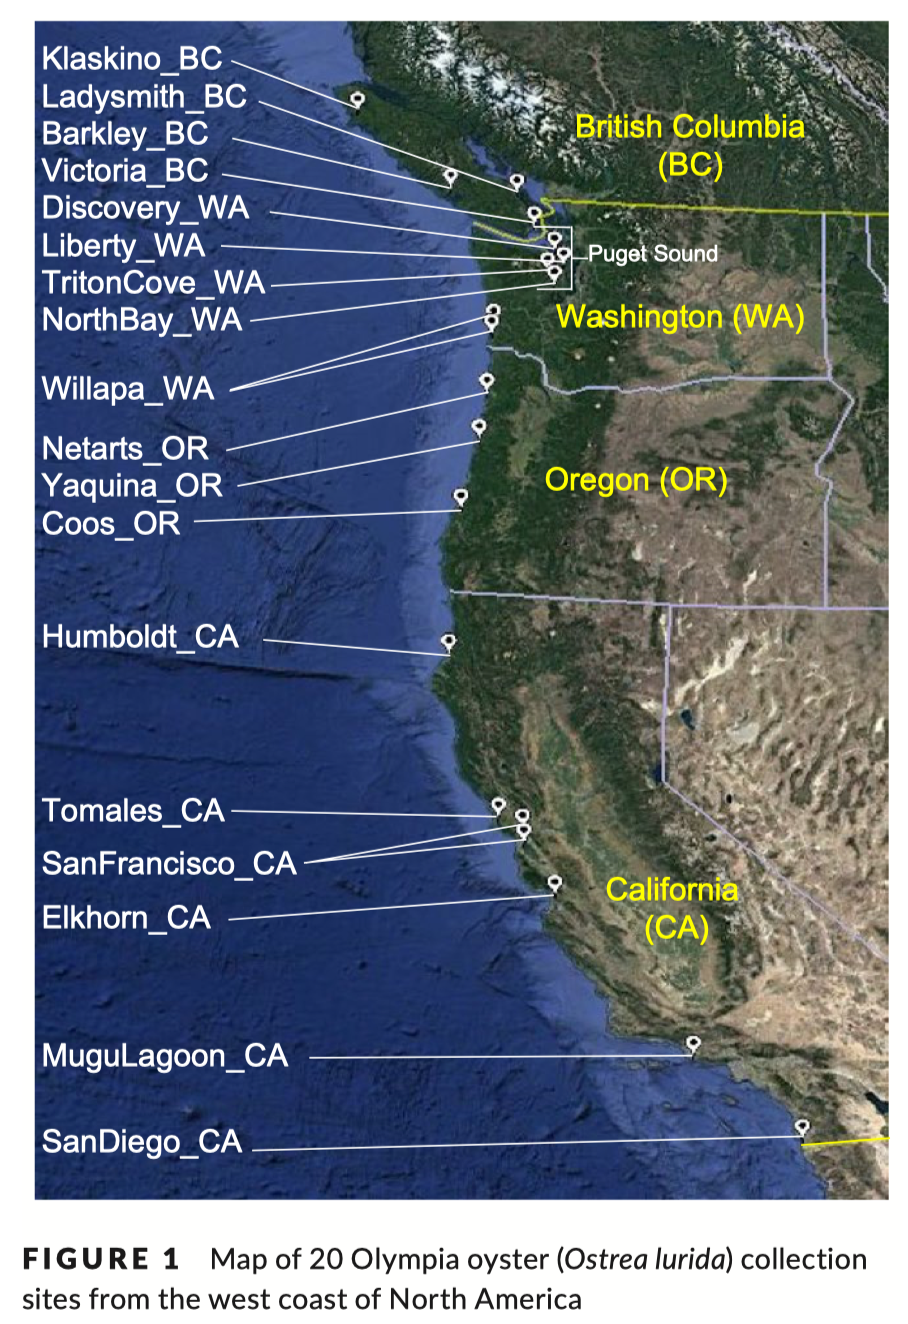 Klaskino_BC
Ladysmith_BC
Barkley_BC
Victoria_BC
Discovery_WA
Liberty_WA
TritonCove_WA
NorthBay_WA
Willapa_WA
Netarts_OR
Yaquina_OR
Coos_OR
Humboldt_CA
Tomales_CA
SanFrancisco_CA
Elkhorn_CA
MuguLagoon_CA
SanDiego_CA
British Columbia
(BC)
Puget Sound
Washington (WA)
Oregon (OR)
California
(CA)
FIGURE 1 Map of 20 Olympia oyster (Ostrea lurida) collection
sites from the west coast of North America